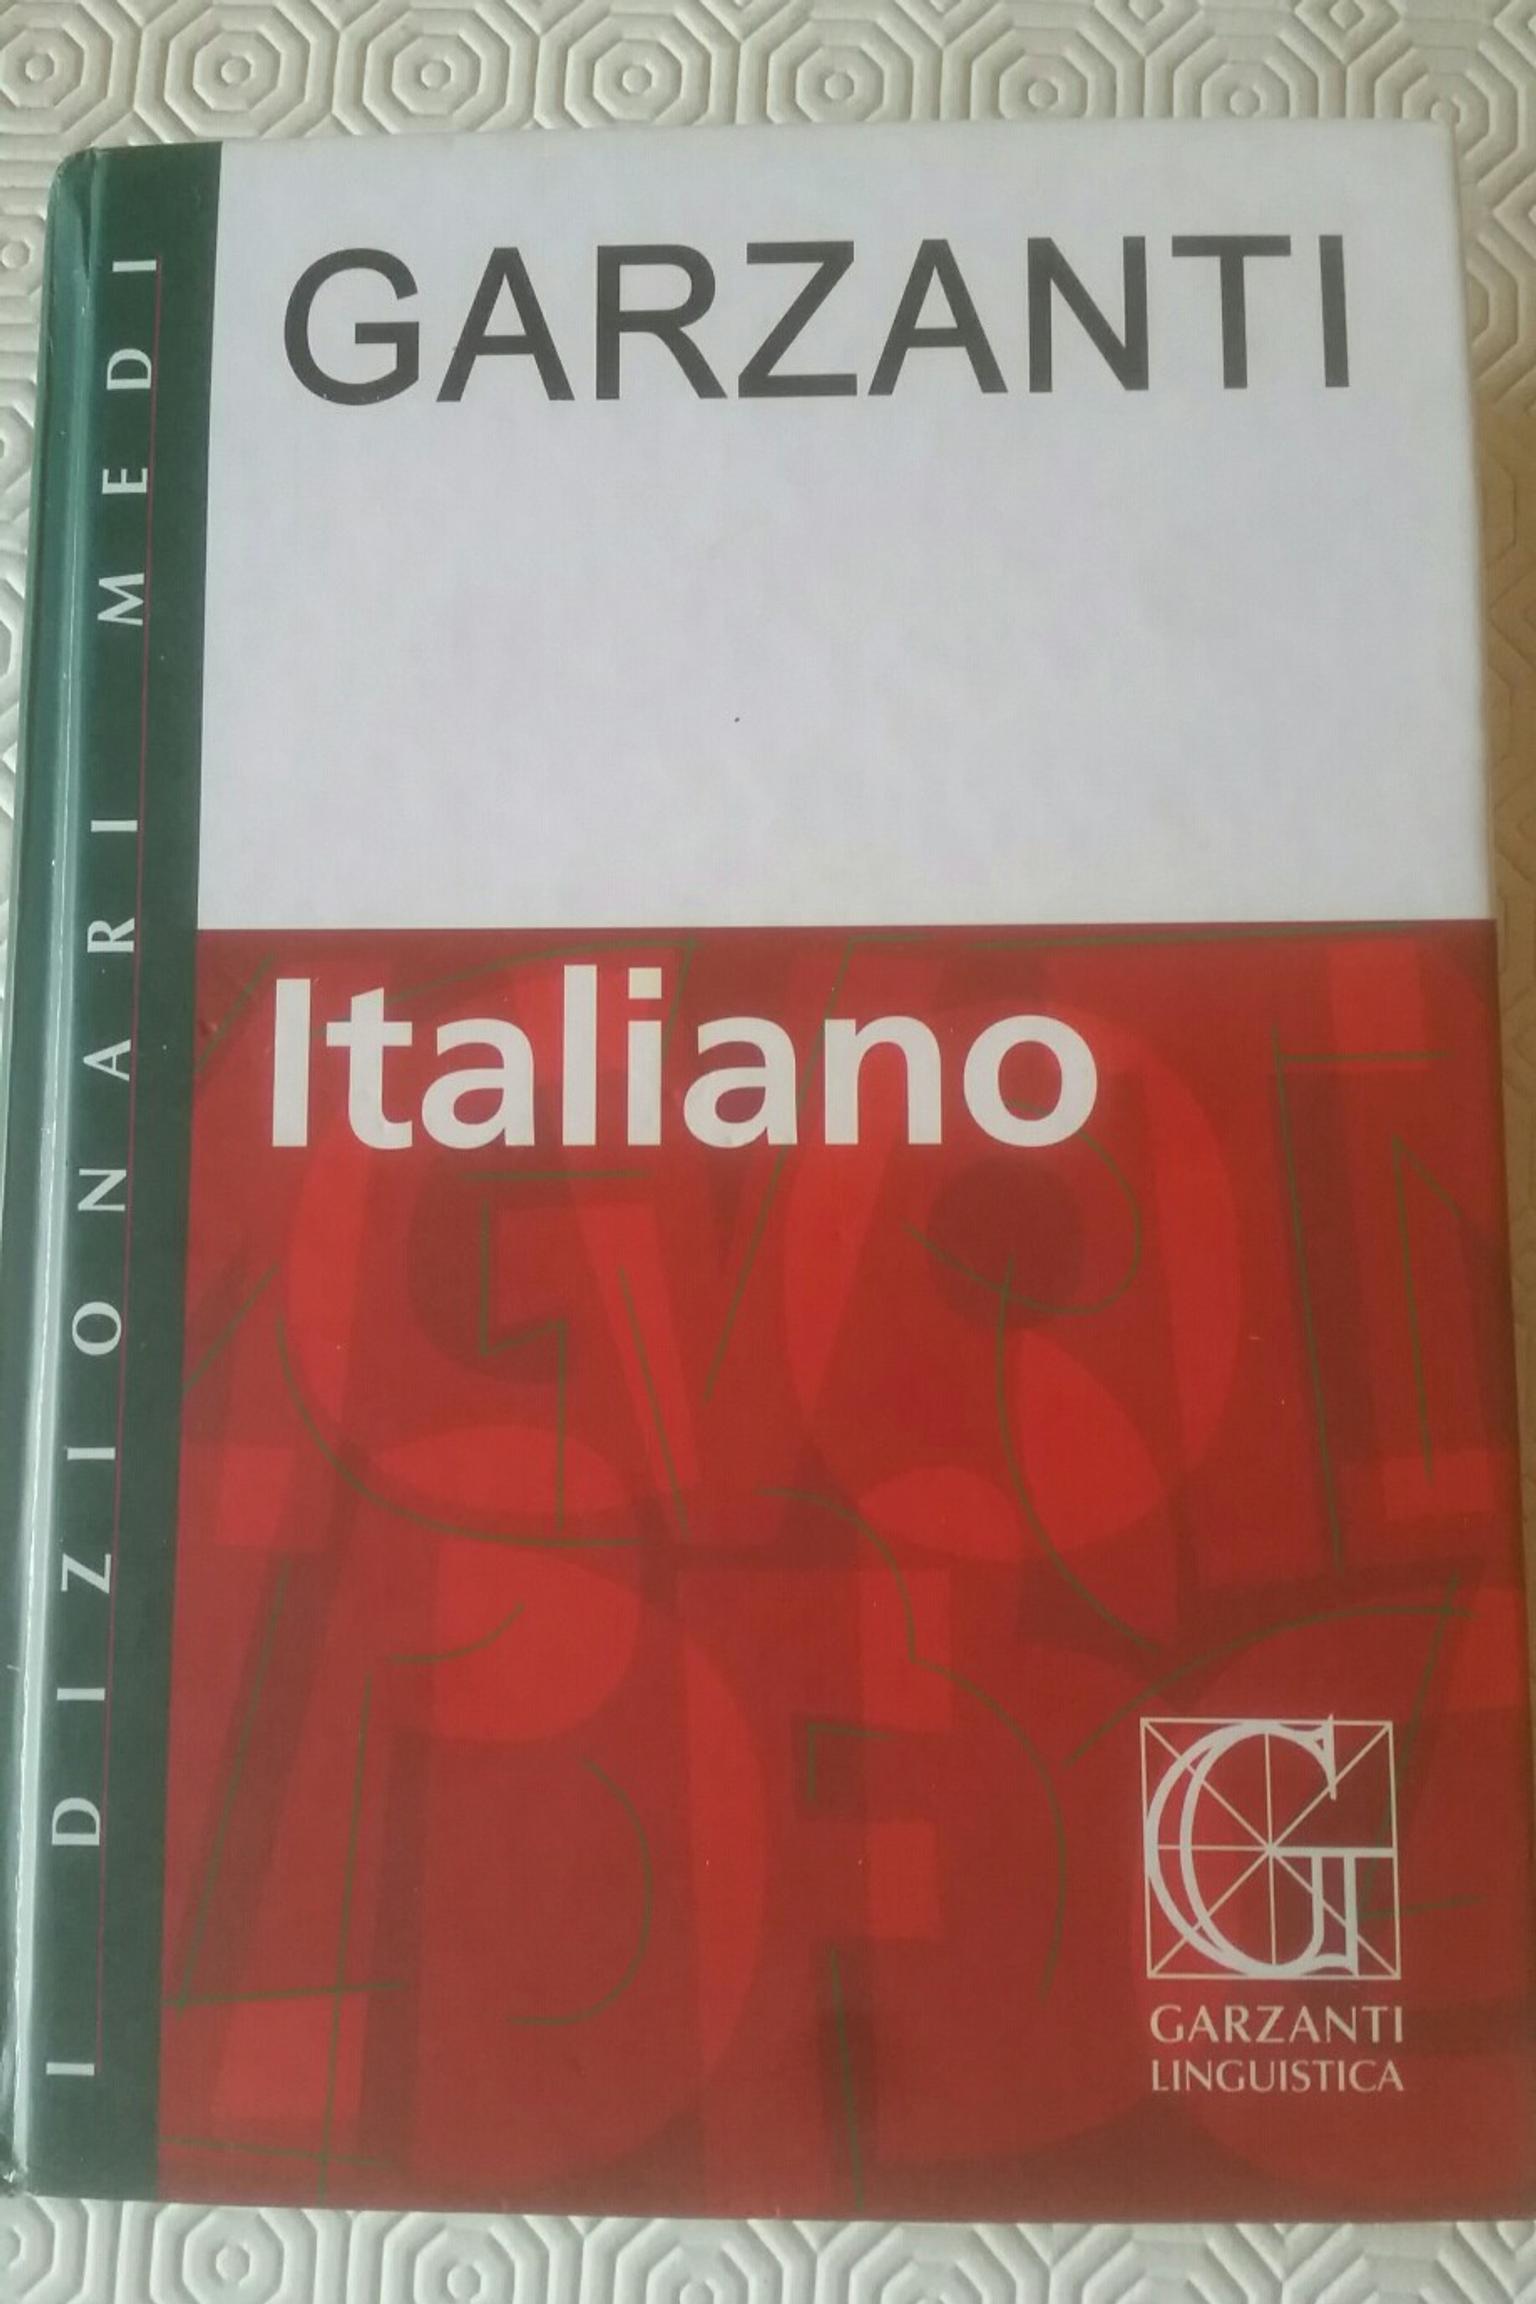 GARZANTI
I DIZIONARI MEDI
Italiano
G
GARZANTI
LINGUISTICA